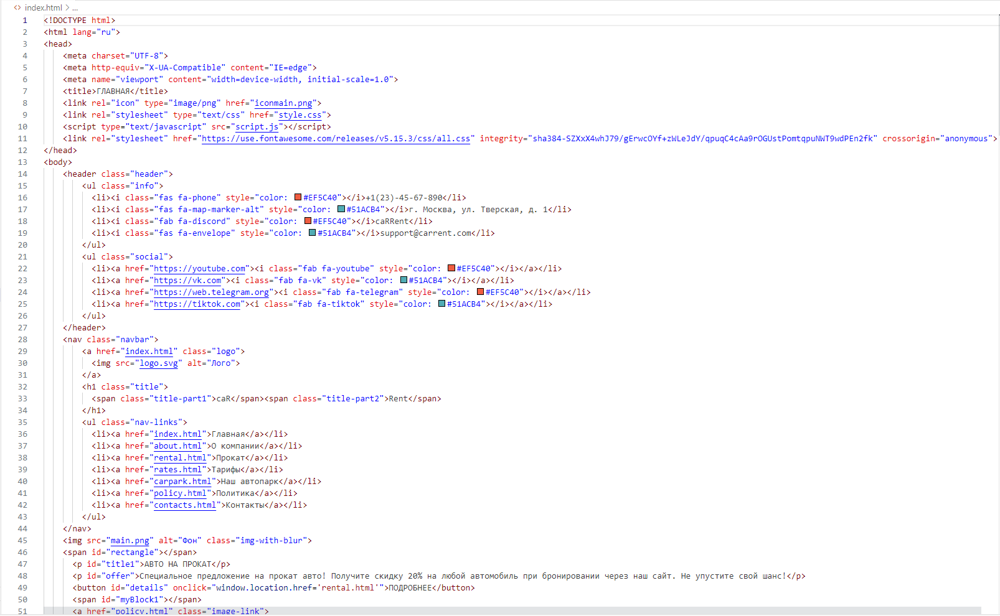 index.html > ...
1 <!DOCTYPE html>
2 <html lang="ru">
3 <head>
4 <meta charset="UTF-8">
5 <meta http-equiv="X-UA-Compatible" content="IE=edge">
6 <meta name="viewport" content="width=device-width, initial-scale=1.0">
7 <title>ГЛАВНАЯ</title>
8 <link rel="icon" type="image/png" href="iconmain.png">
9 <link rel="stylesheet" type="text/css" href="style.css">
10 <script type="text/javascript" src="script.js"></script>
11 <link rel="stylesheet" href="https://use.fontawesome.com/releases/v5.15.3/css/all.css" integrity="sha384-SZXxX4whJ79/gErwcOYf+zWLeJdY/qpuqC4cAa9rOGUstPomtqpuNWT9wdPEn2fk" crossorigin="anonymous">
12 </head>
13 <body>
14 <header class="header">
15 <ul class="info">
16 <li><i class="fas fa-phone" style="color: #EF5C40"></i>+1(23)-45-67-890</li>
17 <li><i class="fas fa-map-marker-alt" style="color: #51ACB4"></i>г. Москва, ул. Тверская, д. 1</li>
18 <li><i class="fab fa-discord" style="color: #EF5C40"></i>caRRent</li>
19 <li><i class="fas fa-envelope" style="color: #51ACB4"></i>support@carrent.com</li>
20 </ul>
21 <ul class="social">
22 <li><a href="https://youtube.com"><i class="fab fa-youtube" style="color: #EF5C40"></i></a></li>
23 <li><a href="https://vk.com"><i class="fab fa-vk" style="color: #51ACB4"></i></a></li>
24 <li><a href="https://web.telegram.org"><i class="fab fa-telegram" style="color: #EF5C40"></i></a></li>
25 <li><a href="https://tiktok.com"><i class="fab fa-tiktok" style="color: #51ACB4"></i></a></li>
26 </ul>
27 </header>
28 <nav class="navbar">
29 <a href="index.html" class="logo">
30 <img src="logo.svg" alt="Лого">
31 </a>
32 <h1 class="title">
33 <span class="title-part1">caR</span><span class="title-part2">Rent</span>
34 </h1>
35 <ul class="nav-links">
36 <li><a href="index.html">Главная</a></li>
37 <li><a href="about.html">О компании</a></li>
38 <li><a href="rental.html">Прокат</a></li>
39 <li><a href="rates.html">Тарифы</a></li>
40 <li><a href="carpark.html">Наш автопарк</a></li>
41 <li><a href="policy.html">Политика</a></li>
42 <li><a href="contacts.html">Контакты</a></li>
43 </ul>
44 </nav>
45 <img src="main.png" alt="Фон" class="img-with-blur">
46 <span id="rectangle"></span>
47 <p id="title1">АВТО НА ПРОКАТ</p>
48 <p id="offer">Специальное предложение на прокат авто! Получите скидку 20% на любой автомобиль при бронировании через наш сайт. Не упустите свой шанс!</p>
49 <button id="details" onclick="window.location.href='rental.html'">ПОДРОБНЕЕ</button>
50 <span id="myBlock1"></span>
51 <a href="policy.html" class="image-link">